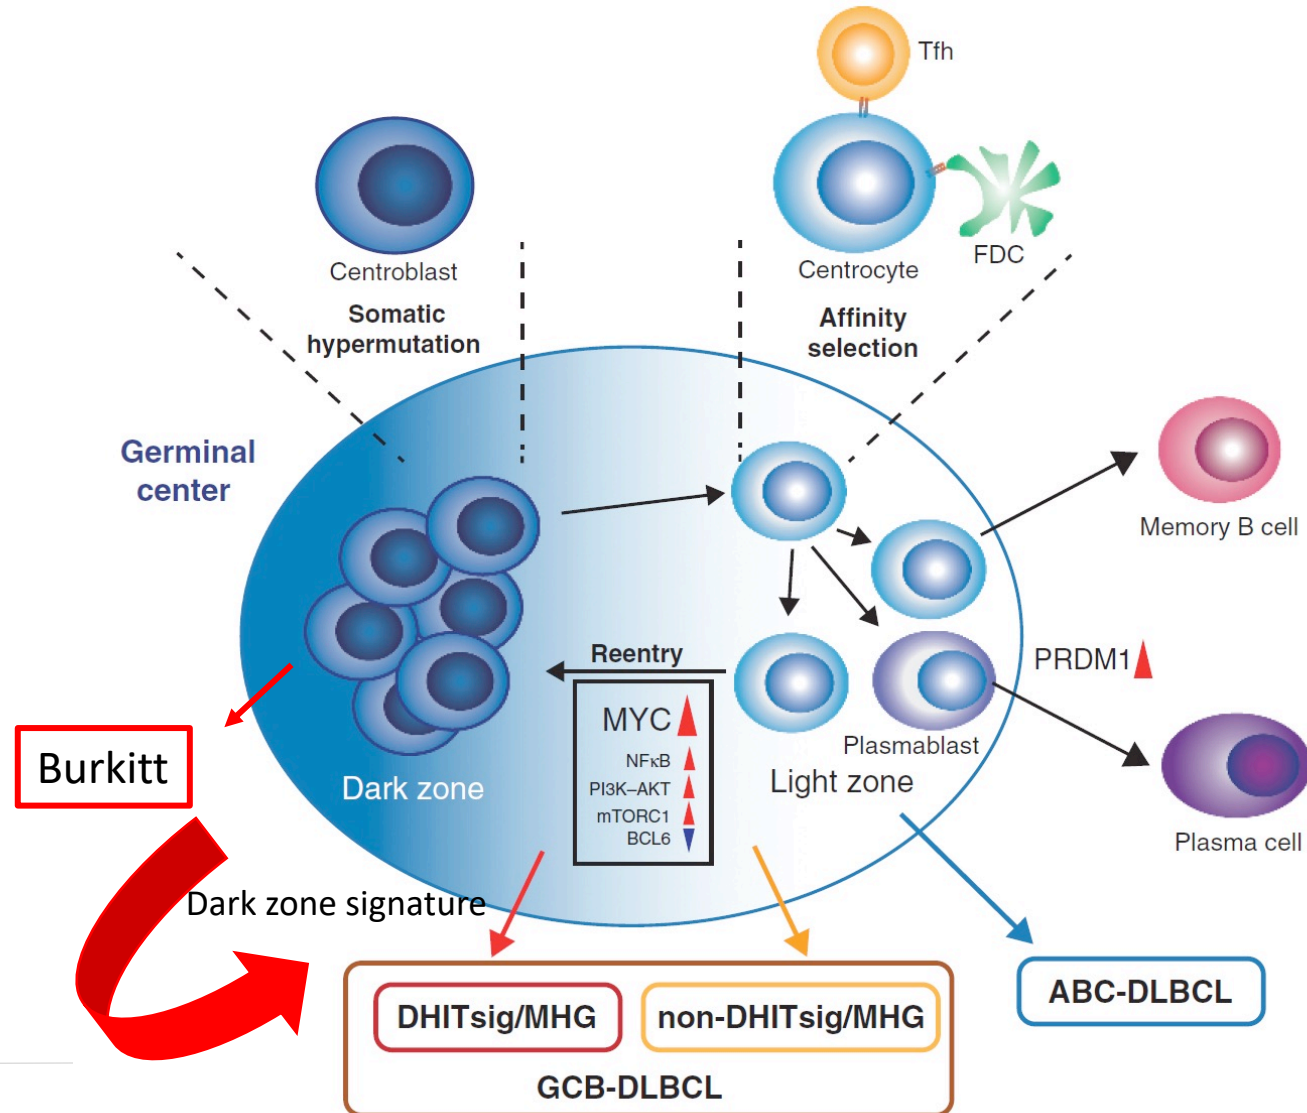 Tfh
Centroblast
Somatic
hypermutation
Centrocyte
FDC
Affinity
selection
Germinal
center
Memory B cell
Reentry
MYC
NFκB
PI3K–AKT
mTORC1
BCL6
PRDM1
Plasmablast
Dark zone
Light zone
Burkitt
Plasma cell
Dark zone signature
DHITsig/MHG
non-DHITsig/MHG
GCB-DLBCL
ABC-DLBCL